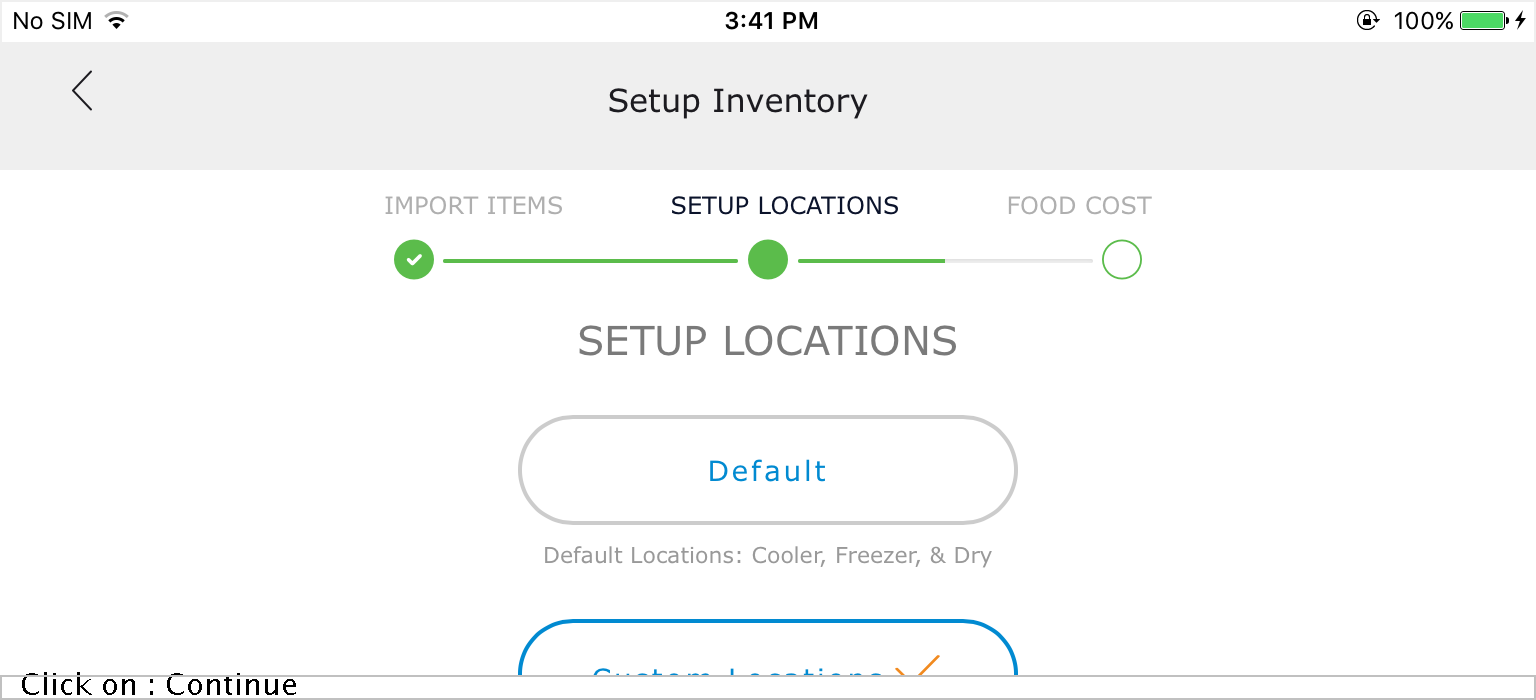 No SIM 3:41 PM 100%
Setup Inventory
IMPORT ITEMS SETUP LOCATIONS FOOD COST
SETUP LOCATIONS
Default
Default Locations: Cooler, Freezer, & Dry
Custom Locations
Click on : Continue